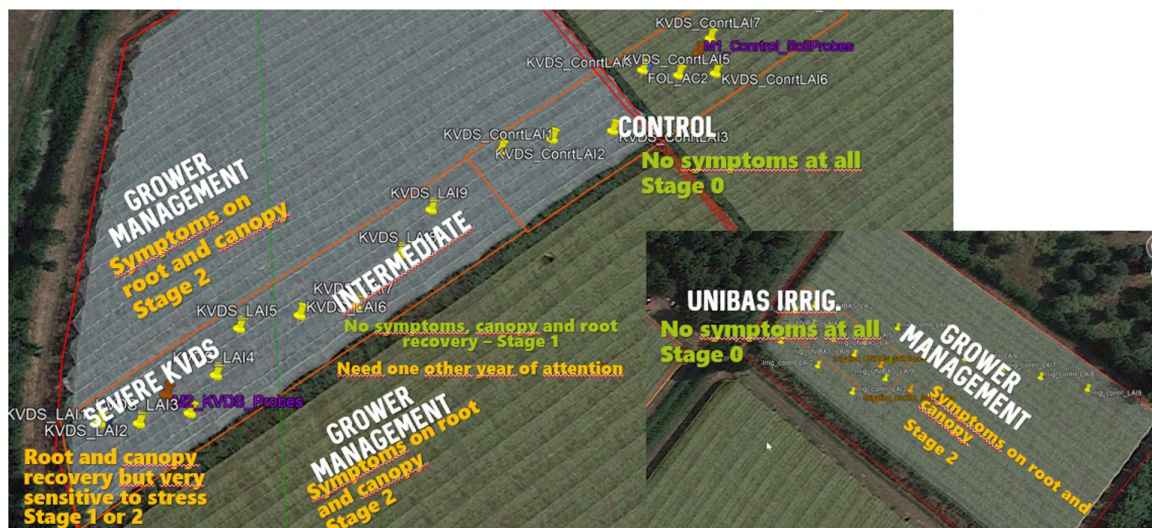 KVDS_ContrLAI7
M1_Conrtrol_SoilProbes
KVDS_ConrtLAI5
FOL_AC2
KVDS_ConrtLAI6
CONTROL
KVDS_ConrtLAI3
No symptoms at all
Stage 0
KVDS_ConrtLAI1
KVDS_ConrtLAI2
GROWER
MANAGEMENT
Symptoms on
root and canopy
Stage 2
KVDS_LAI9
INTERMEDIATE
KVDS_LAI6
KVDS_LAI5
No symptoms, canopy and root
recovery – Stage 1
Need one other year of attention
SEVERE KVDS
M2_KVDS_Probes
KVDS_LAI2
Root and canopy
recovery but very
sensitive to stress
Stage 1 or 2
GROWER
MANAGEMENT
Symptoms on root
and canopy
Stage 2
UNIBAS IRRIG.
No symptoms at all
Stage 0
GROWER
MANAGEMENT
Symptoms on root and
canopy
Stage 2